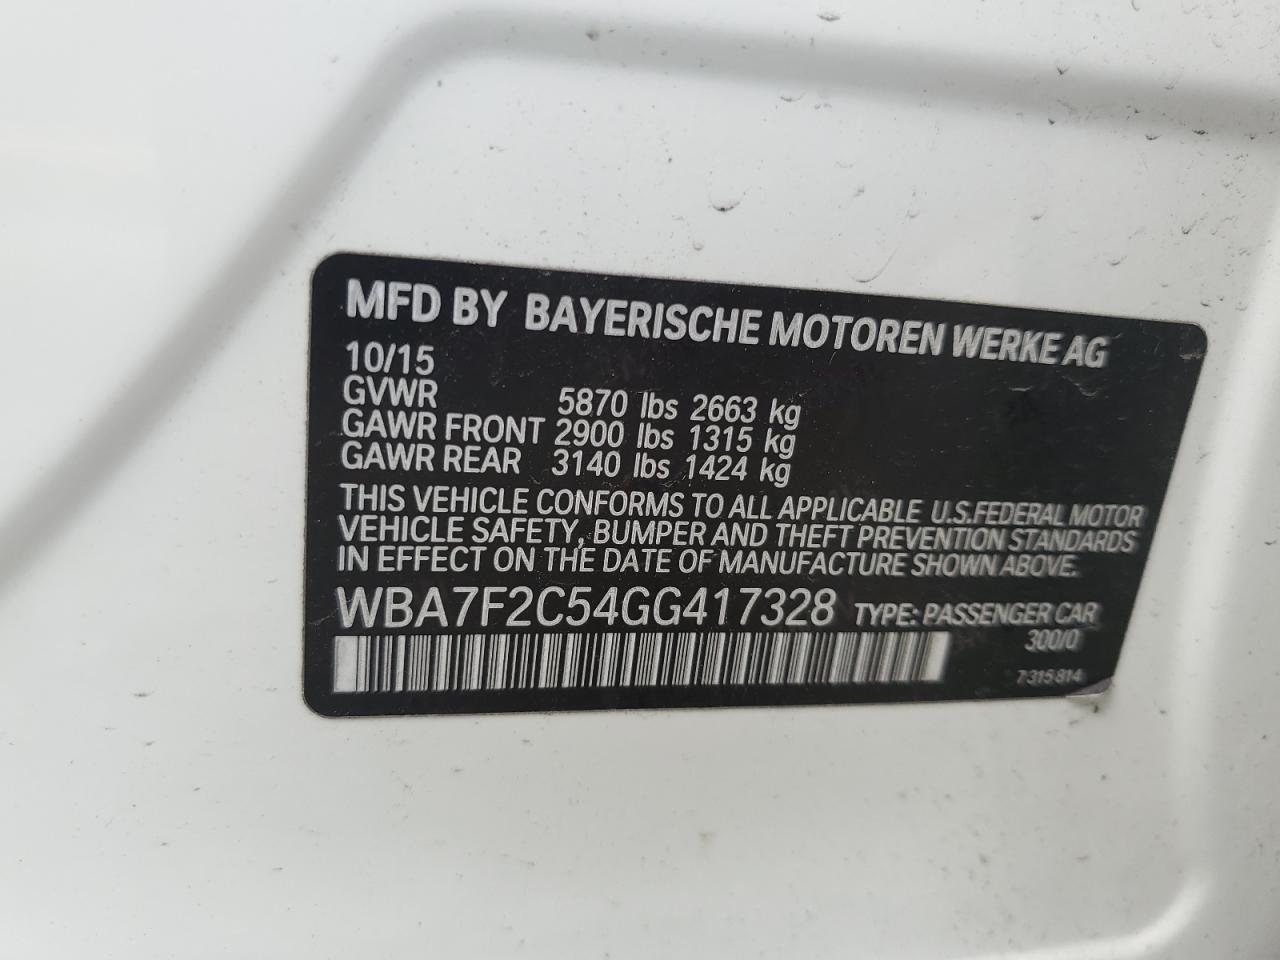 MFD BY BAYERISCHE MOTOREN WERKE AG
10/15
GVWR 5870 lbs 2663 kg
GAWR FRONT 2900 lbs 1315 kg
GAWR REAR 3140 lbs 1424 kg
THIS VEHICLE CONFORMS TO ALL APPLICABLE U.S.FEDERAL MOTOR
VEHICLE SAFETY, BUMPER AND THEFT PREVENTION STANDARDS
IN EFFECT ON THE DATE OF MANUFACTURE SHOWN ABOVE.
WBA7F2C54GG417328 TYPE: PASSENGER CAR
300/0
7315814